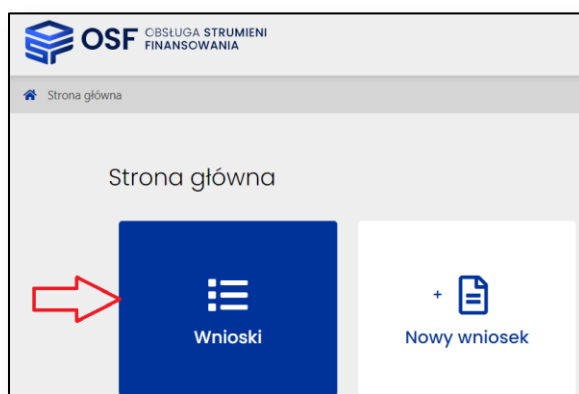 OSF OBSŁUGA STRUMIENI
FINANSOWANIA
Strona główna
Strona główna
Wnioski
+
Nowy wniosek